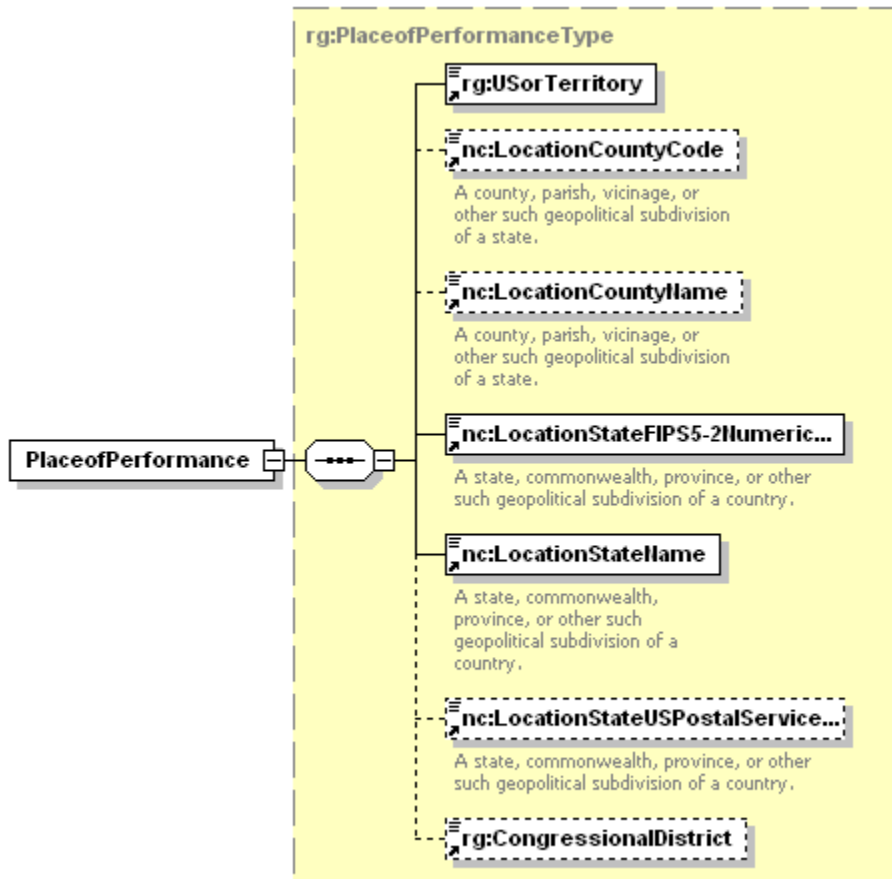 rg:PlaceofPerformanceType
rg:USorTerritory
nc:LocationCountyCode
A county, parish, vicinage, or
other such geopolitical subdivision
of a state.
nc:LocationCountyName
A county, parish, vicinage, or
other such geopolitical subdivision
of a state.
PlaceofPerformance
nc:LocationStateFIPS5-2Numeric...
A state, commonwealth, province, or other
such geopolitical subdivision of a country.
nc:LocationStateName
A state, commonwealth,
province, or other such
geopolitical subdivision of a
country.
nc:LocationStateUSPostalService...
A state, commonwealth, province, or other
such geopolitical subdivision of a country.
rg:CongressionalDistrict